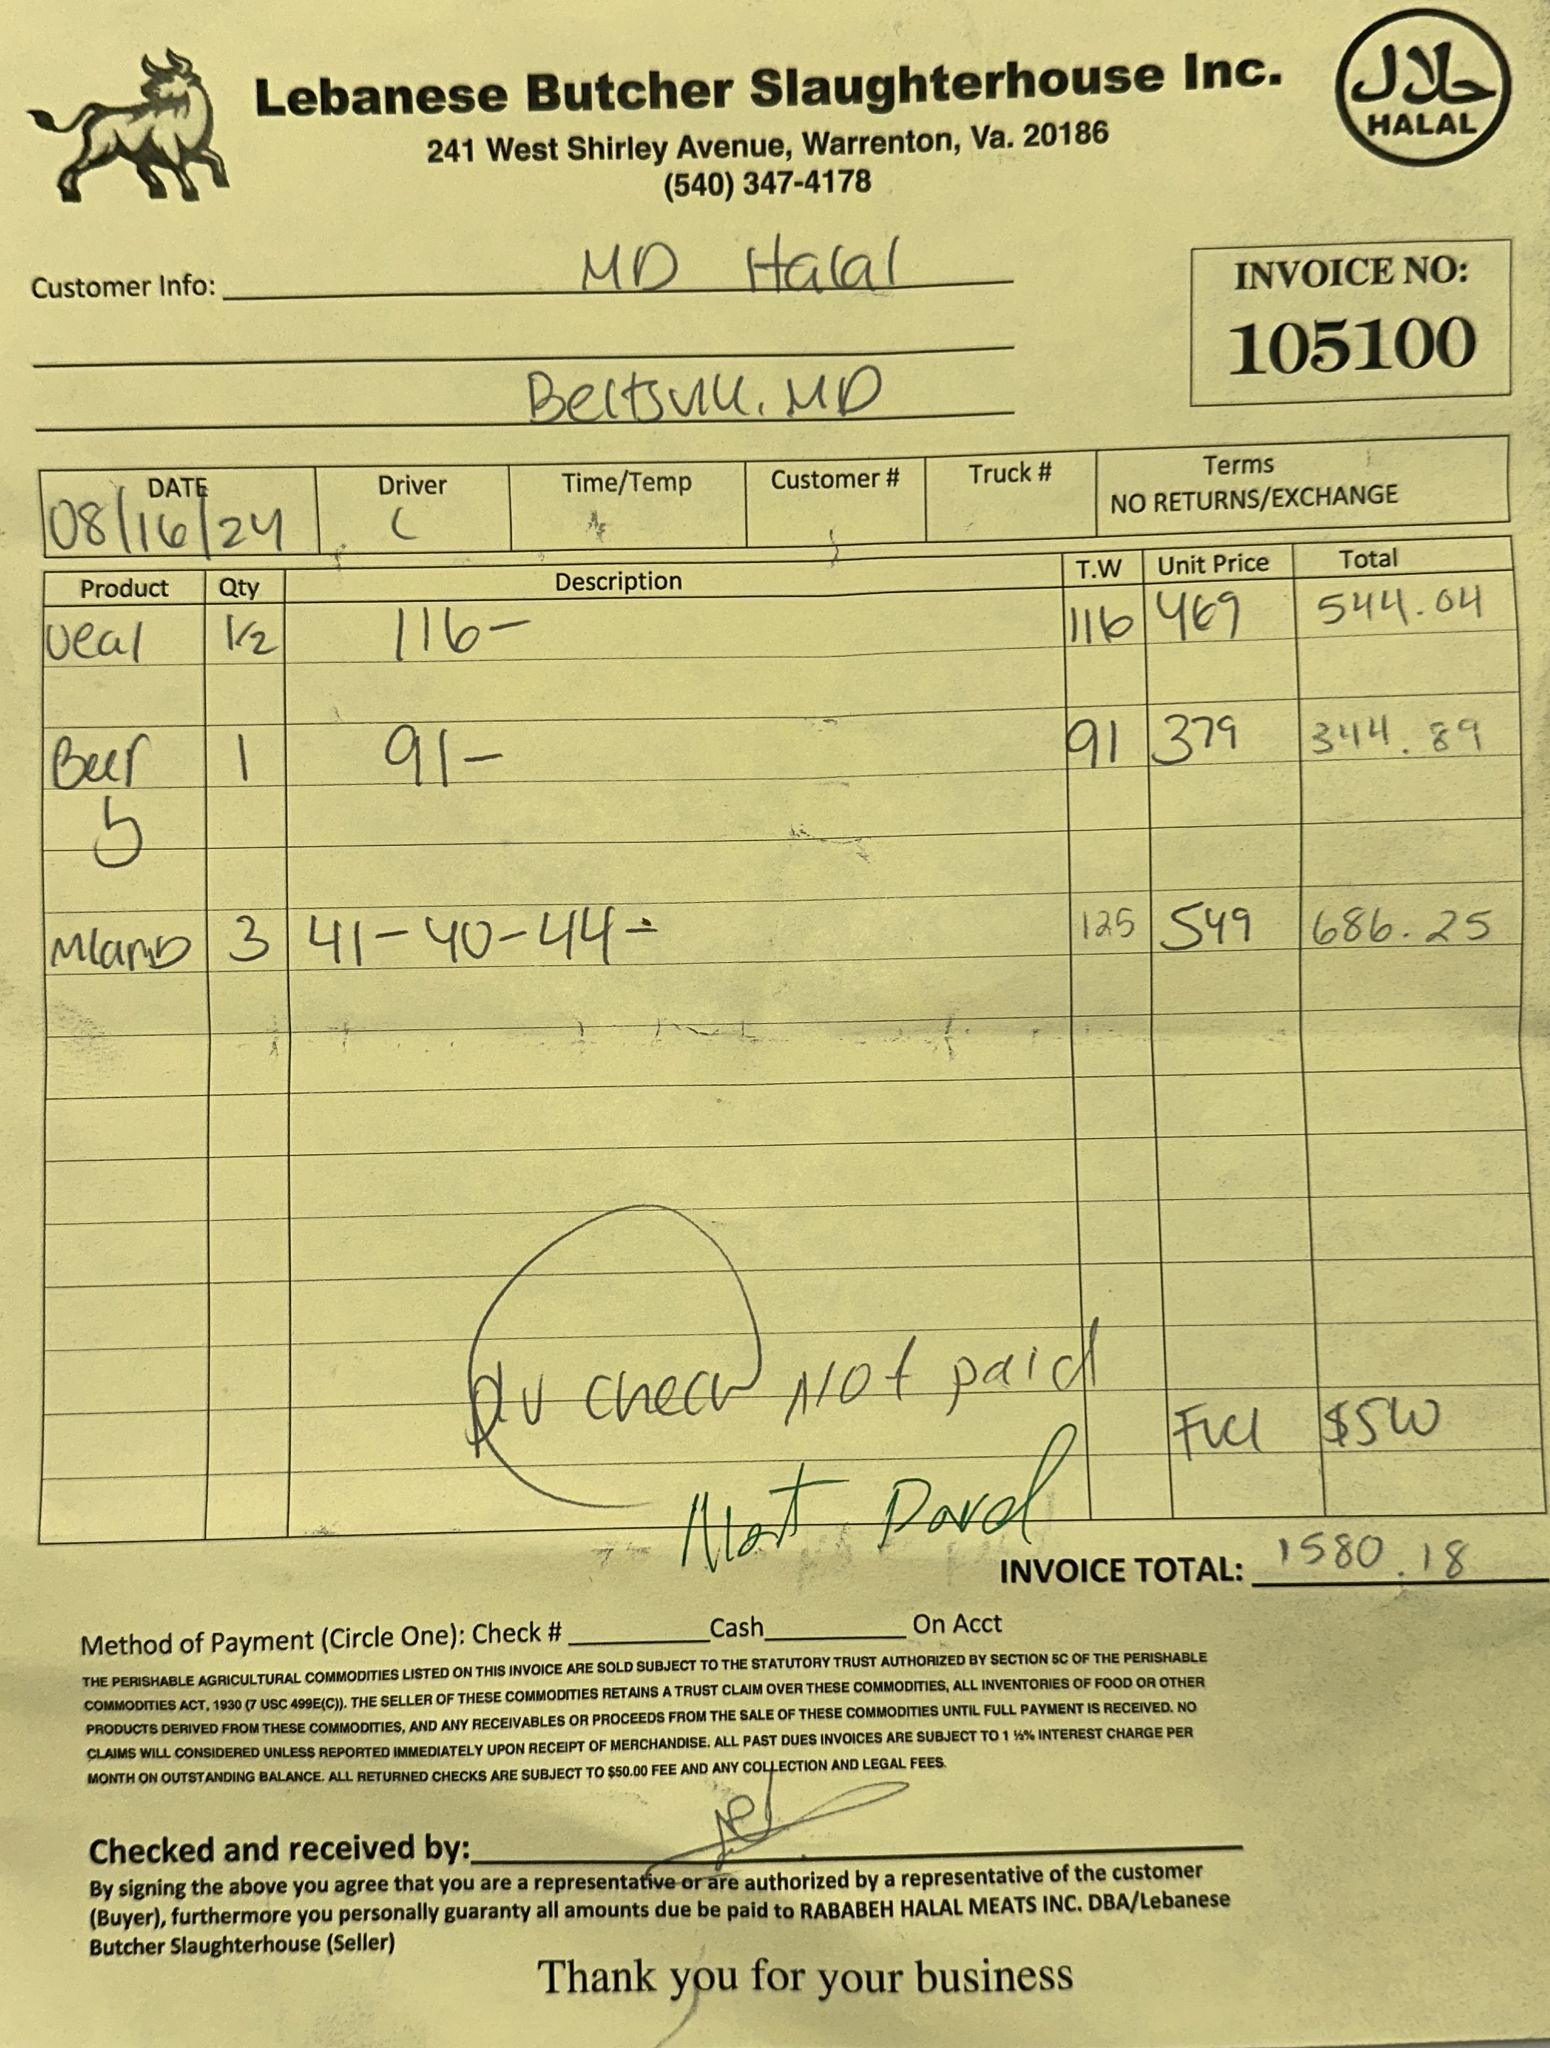 Lebanese Butcher Slaughterhouse Inc.
241 West Shirley Avenue, Warrenton, Va. 20186
(540) 347-4178
حلال
HALAL
Customer Info: MD Halal
Beltsville, MD
INVOICE NO:
105100
DATE Driver Time/Temp Customer # Truck # Terms
08/16/24 C NO RETURNS/EXCHANGE
Product Qty Description T.W Unit Price Total
Veal 1/2 116- 116 469 544.04
Beef 1 91- 91 379 344.89
5
Mlamb 3 41-40-44- 125 549 686.25
check Not paid
Fuel $5
Not
INVOICE TOTAL: 1580.18
Method of Payment (Circle One): Check # Cash On Acct
THE PERISHABLE AGRICULTURAL COMMODITIES LISTED ON THIS INVOICE ARE SOLD SUBJECT TO THE STATUTORY TRUST AUTHORIZED BY SECTION 5C OF THE PERISHABLE
COMMODITIES ACT, 1930 (7 USC 499E(C)). THE SELLER OF THESE COMMODITIES RETAINS A TRUST CLAIM OVER THESE COMMODITIES, ALL INVENTORIES OF FOOD OR OTHER
PRODUCTS DERIVED FROM THESE COMMODITIES, AND ANY RECEIVABLES OR PROCEEDS FROM THE SALE OF THESE COMMODITIES UNTIL FULL PAYMENT IS RECEIVED. NO
CLAIMS WILL CONSIDERED UNLESS REPORTED IMMEDIATELY UPON RECEIPT OF MERCHANDISE. ALL PAST DUES INVOICES ARE SUBJECT TO 1 ½% INTEREST CHARGE PER
MONTH ON OUTSTANDING BALANCE. ALL RETURNED CHECKS ARE SUBJECT TO $50.00 FEE AND ANY COLLECTION AND LEGAL FEES.
Checked and received by:
By signing the above you agree that you are a representative or are authorized by a representative of the customer
(Buyer), furthermore you personally guaranty all amounts due be paid to RABABEH HALAL MEATS INC. DBA/Lebanese
Butcher Slaughterhouse (Seller)
Thank you for your business